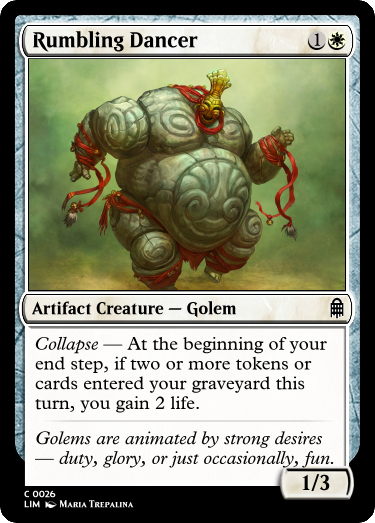 Rumbling Dancer 1
Artifact Creature — Golem
Collapse — At the beginning of your
end step, if two or more tokens or
cards entered your graveyard this
turn, you gain 2 life.
Golems are animated by strong desires
— duty, glory, or just occasionally, fun.
1/3
C 0026
LIM Maria Trepalina